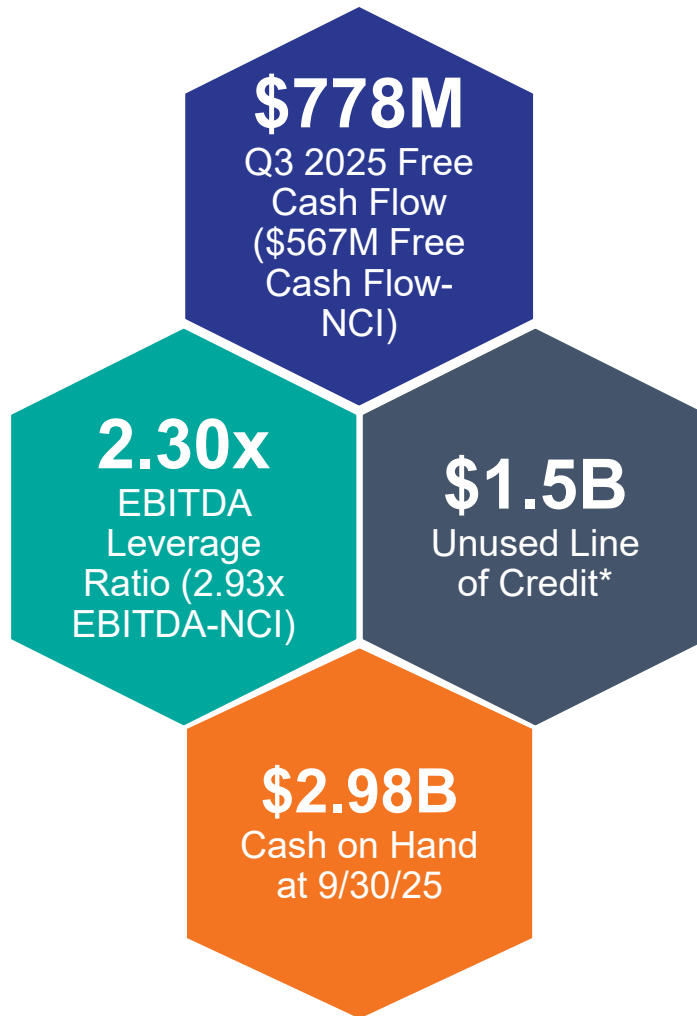 $778M
Q3 2025 Free
Cash Flow
($567M Free
Cash Flow-
NCI)
2.30x
EBITDA
Leverage
Ratio (2.93x
EBITDA-NCI)
$1.5B
Unused Line
of Credit*
$2.98B
Cash on Hand
at 9/30/25